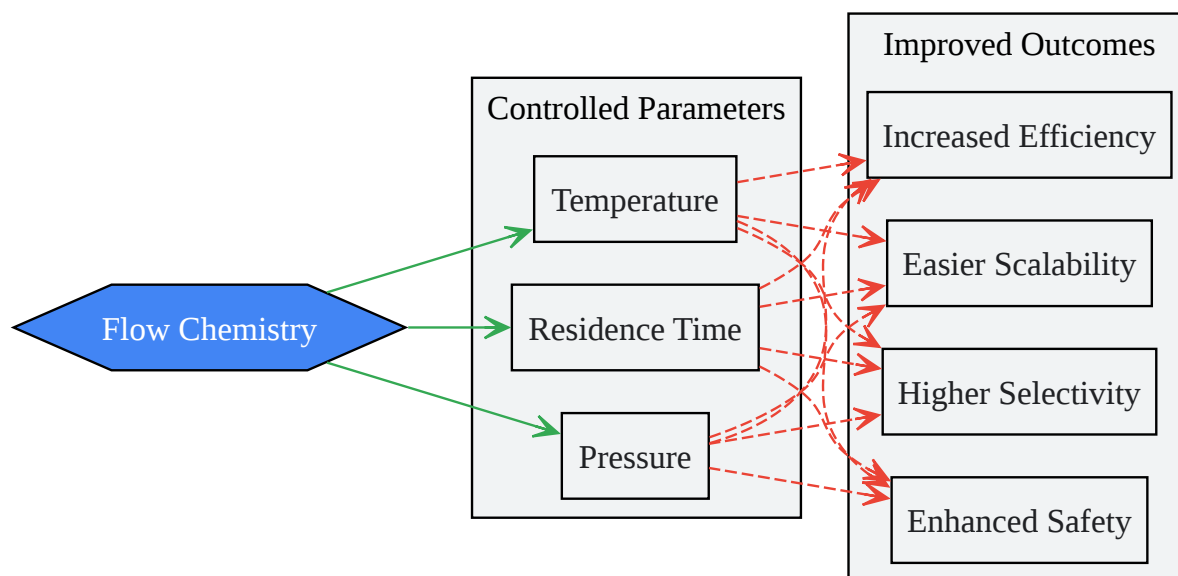 Flow Chemistry
Controlled Parameters
Temperature
Residence Time
Pressure
Improved Outcomes
Increased Efficiency
Easier Scalability
Higher Selectivity
Enhanced Safety